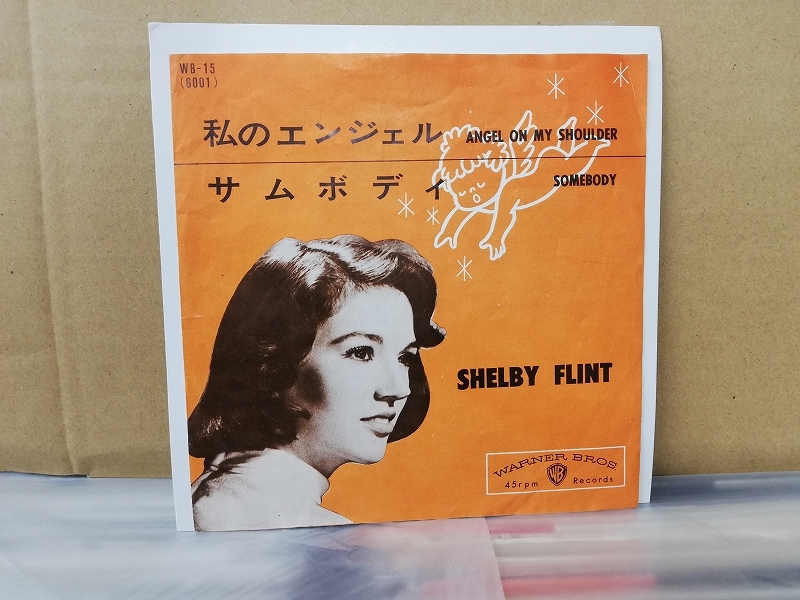 WB-15
(6001)
私のエンジェル ANGEL ON MY SHOULDER
サムボディ SOMEBODY
SHELBY FLINT
WARNER BROS
45rpm WB Records